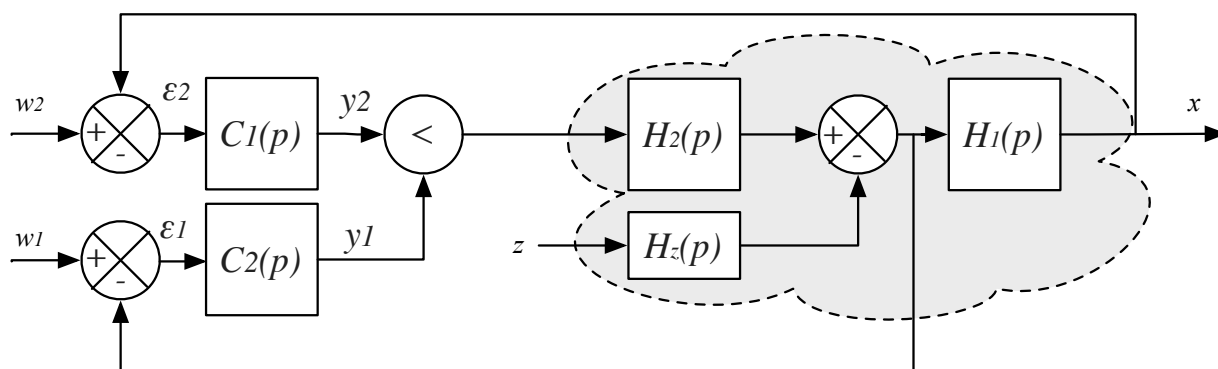 w2
+
-
ε2
C1(p)
y2
<
H2(p)
+
-
H1(p)
x
w1
+
-
ε1
C2(p)
y1
z
Hz(p)